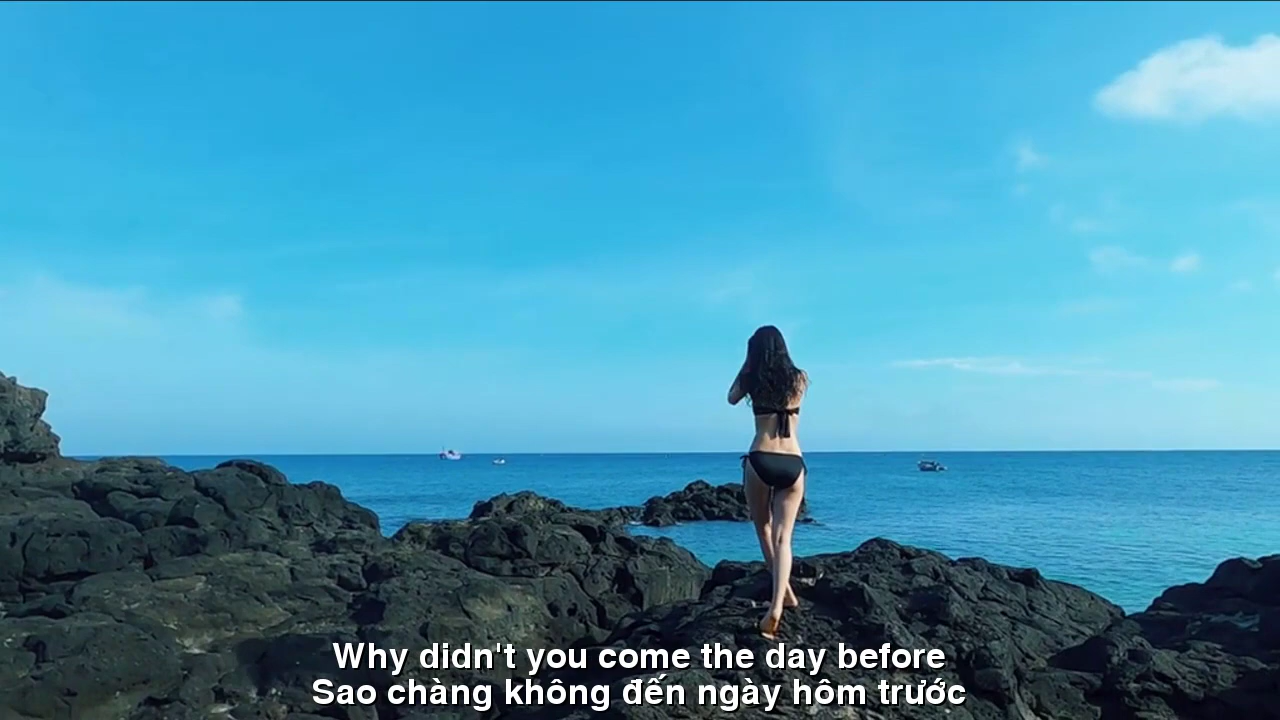 Why didn't you come the day before
Sao chàng không đến ngày hôm trước